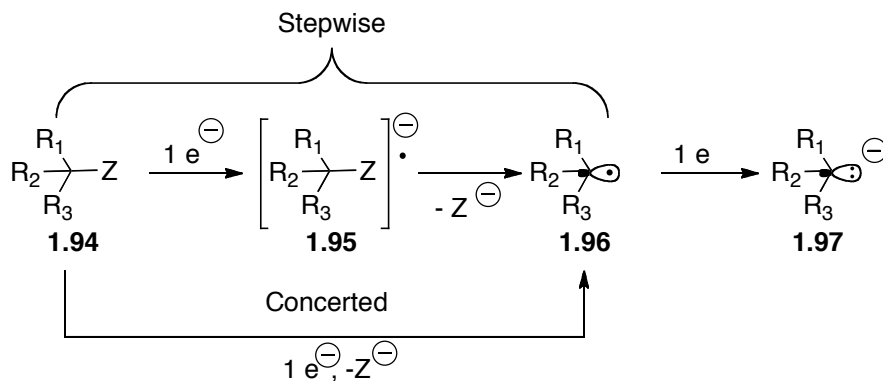 Stepwise
R₁
R₂ Z
R₃
1.94
1 e⊖
[ R₁
R₂ Z
R₃ ] • ⊖
1.95
- Z⊖
R₁
R₂ •
R₃
1.96
1 e
R₁
R₂ : ⊖
R₃
1.97
Concerted
1 e⊖, -Z⊖